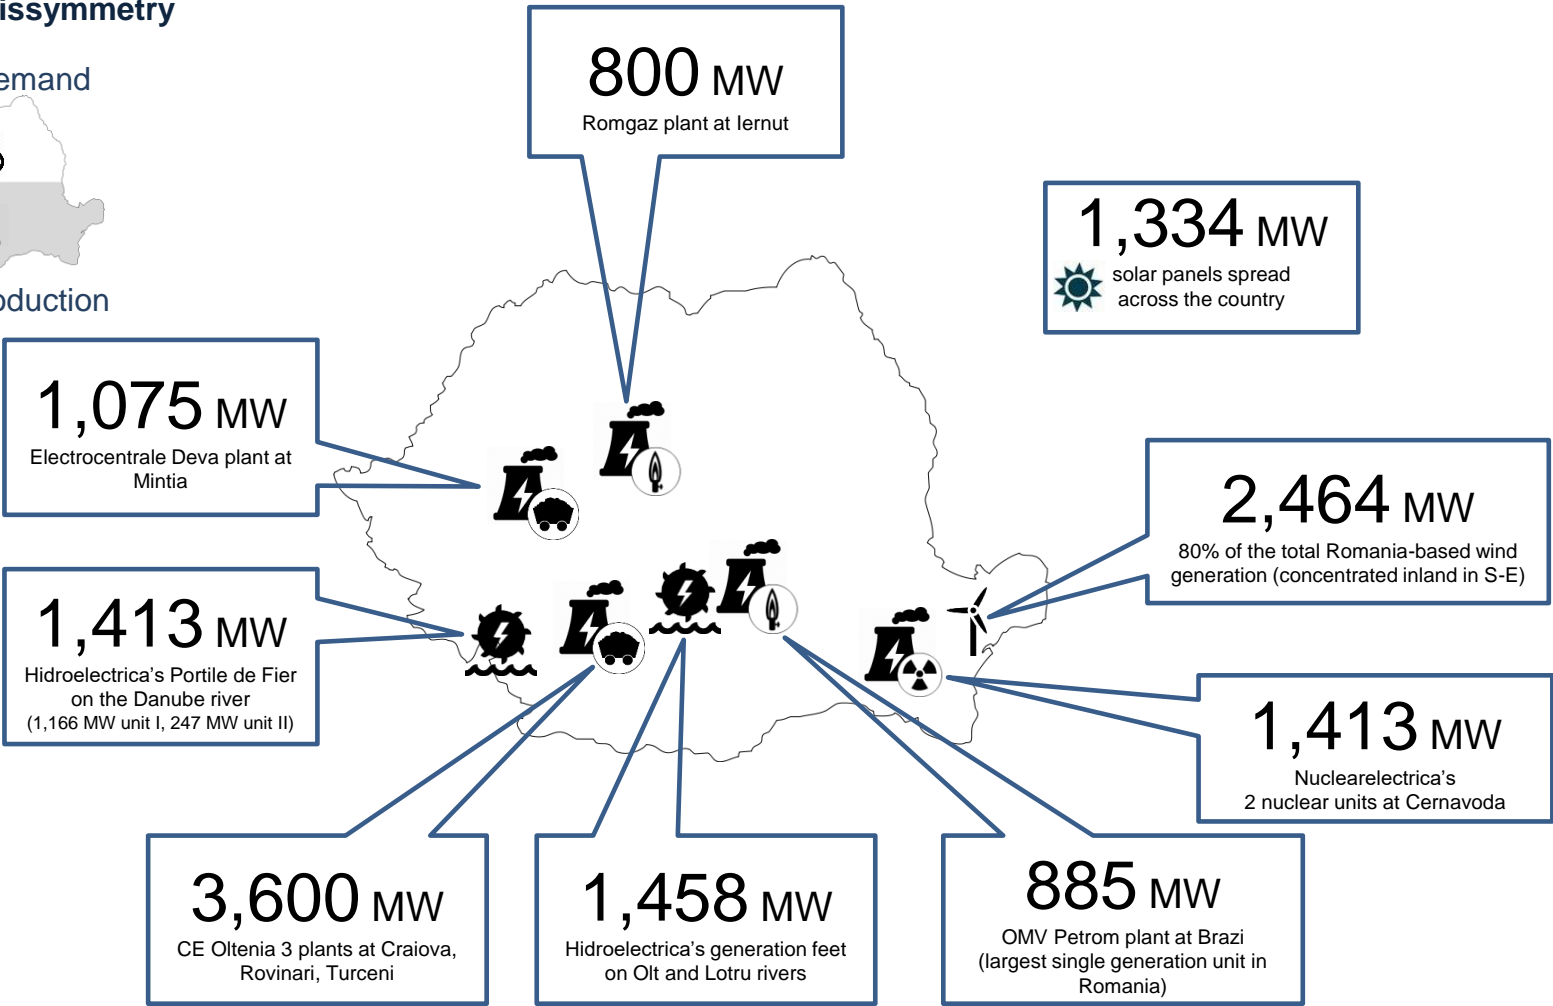 issymmetry
emand
oduction
800 MW
Romgaz plant at Iernut
1,334 MW
solar panels spread
across the country
1,075 MW
Electrocentrale Deva plant at
Mintia
2,464 MW
80% of the total Romania-based wind
generation (concentrated inland in S-E)
1,413 MW
Hidroelectrica's Portile de Fier
on the Danube river
(1,166 MW unit I, 247 MW unit II)
1,413 MW
Nuclearelectrica's
2 nuclear units at Cernavoda
3,600 MW
CE Oltenia 3 plants at Craiova,
Rovinari, Turceni
1,458 MW
Hidroelectrica's generation feet
on Olt and Lotru rivers
885 MW
OMV Petrom plant at Brazi
(largest single generation unit in
Romania)